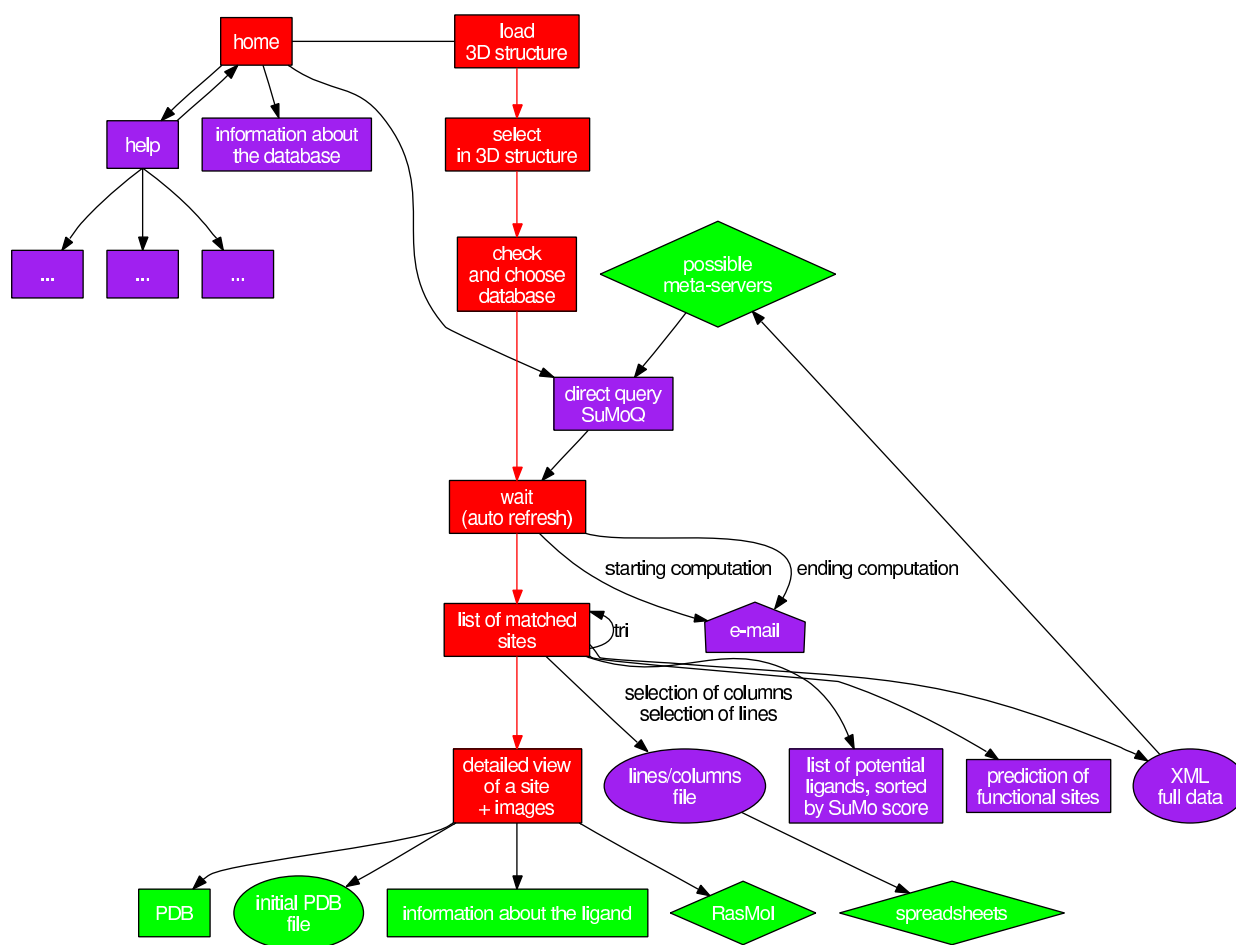 home
load
3D structure
help
information about
the database
select
in 3D structure
...
...
...
check
and choose
database
possible
meta-servers
direct query
SuMoQ
wait
(auto refresh)
starting computation
ending computation
list of matched
sites
tri
e-mail
selection of columns
selection of lines
detailed view
of a site
+ images
lines/columns
file
list of potential
ligands, sorted
by SuMo score
prediction of
functional sites
XML
full data
PDB
initial PDB
file
information about the ligand
RasMol
spreadsheets